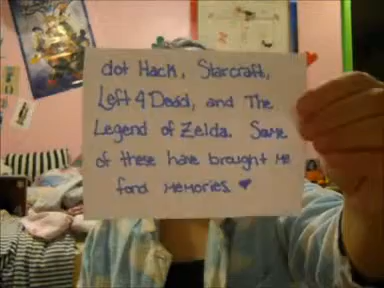 dot Hack, Starcraft,
Left 4 Dead, and The
Legend of Zelda. Some
of these have brought me
fond memories. ♥